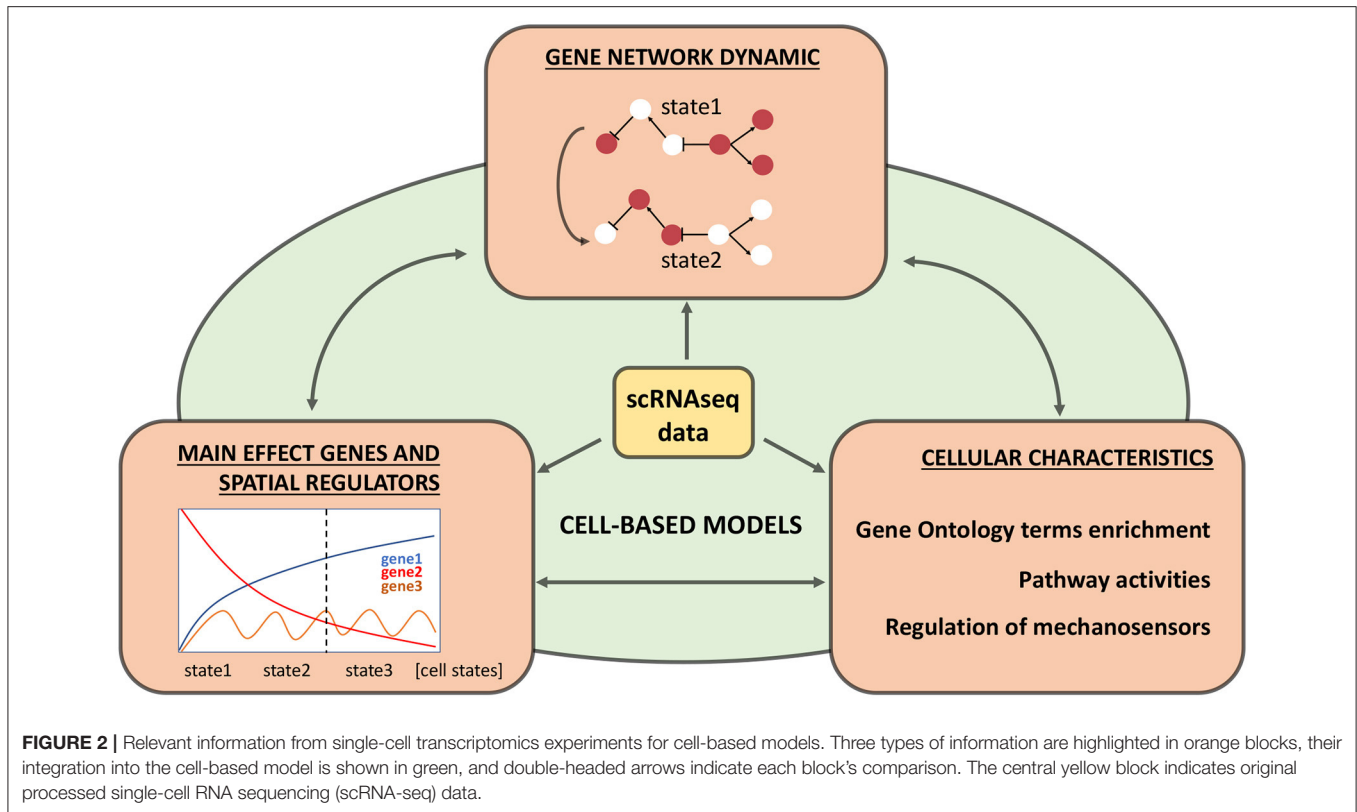 GENE NETWORK DYNAMIC
state1
state2
scRNAseq
data
MAIN EFFECT GENES AND
SPATIAL REGULATORS
gene1
gene2
gene3
state1 state2 state3 [cell states]
CELL-BASED MODELS
CELLULAR CHARACTERISTICS
Gene Ontology terms enrichment
Pathway activities
Regulation of mechanosensors
FIGURE 2 | Relevant information from single-cell transcriptomics experiments for cell-based models. Three types of information are highlighted in orange blocks, their
integration into the cell-based model is shown in green, and double-headed arrows indicate each block's comparison. The central yellow block indicates original
processed single-cell RNA sequencing (scRNA-seq) data.